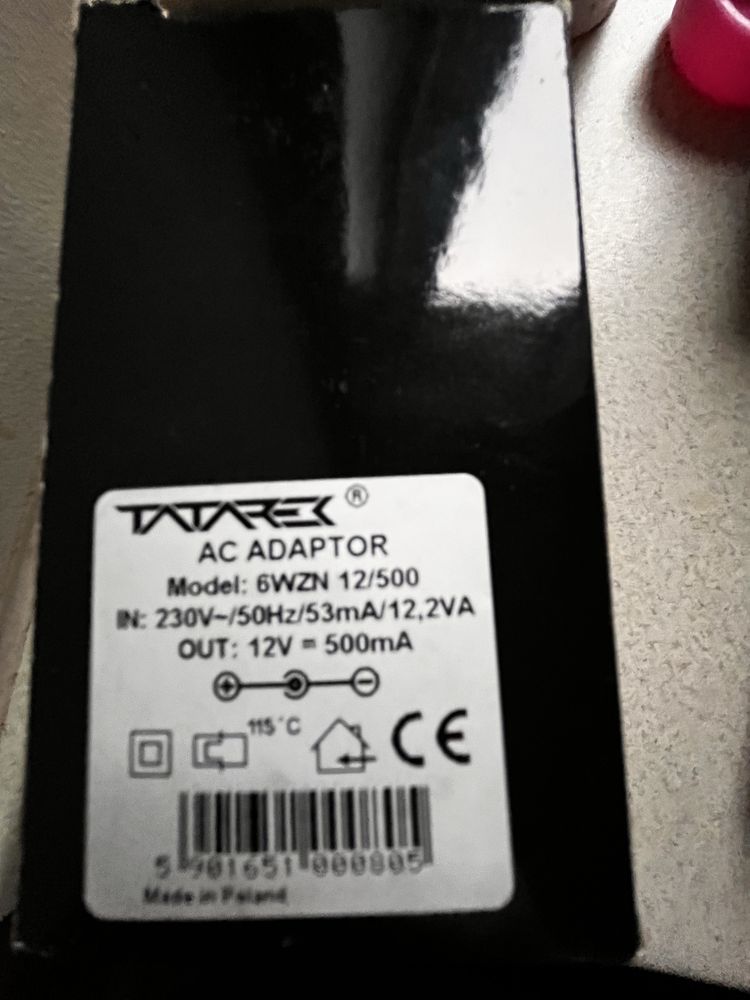 TATAREK ®
AC ADAPTOR
Model: 6WZN 12/500
IN: 230V~/50Hz/53mA/12,2VA
OUT: 12V = 500mA
115°C
CE
5 901651 000805
Made in Poland